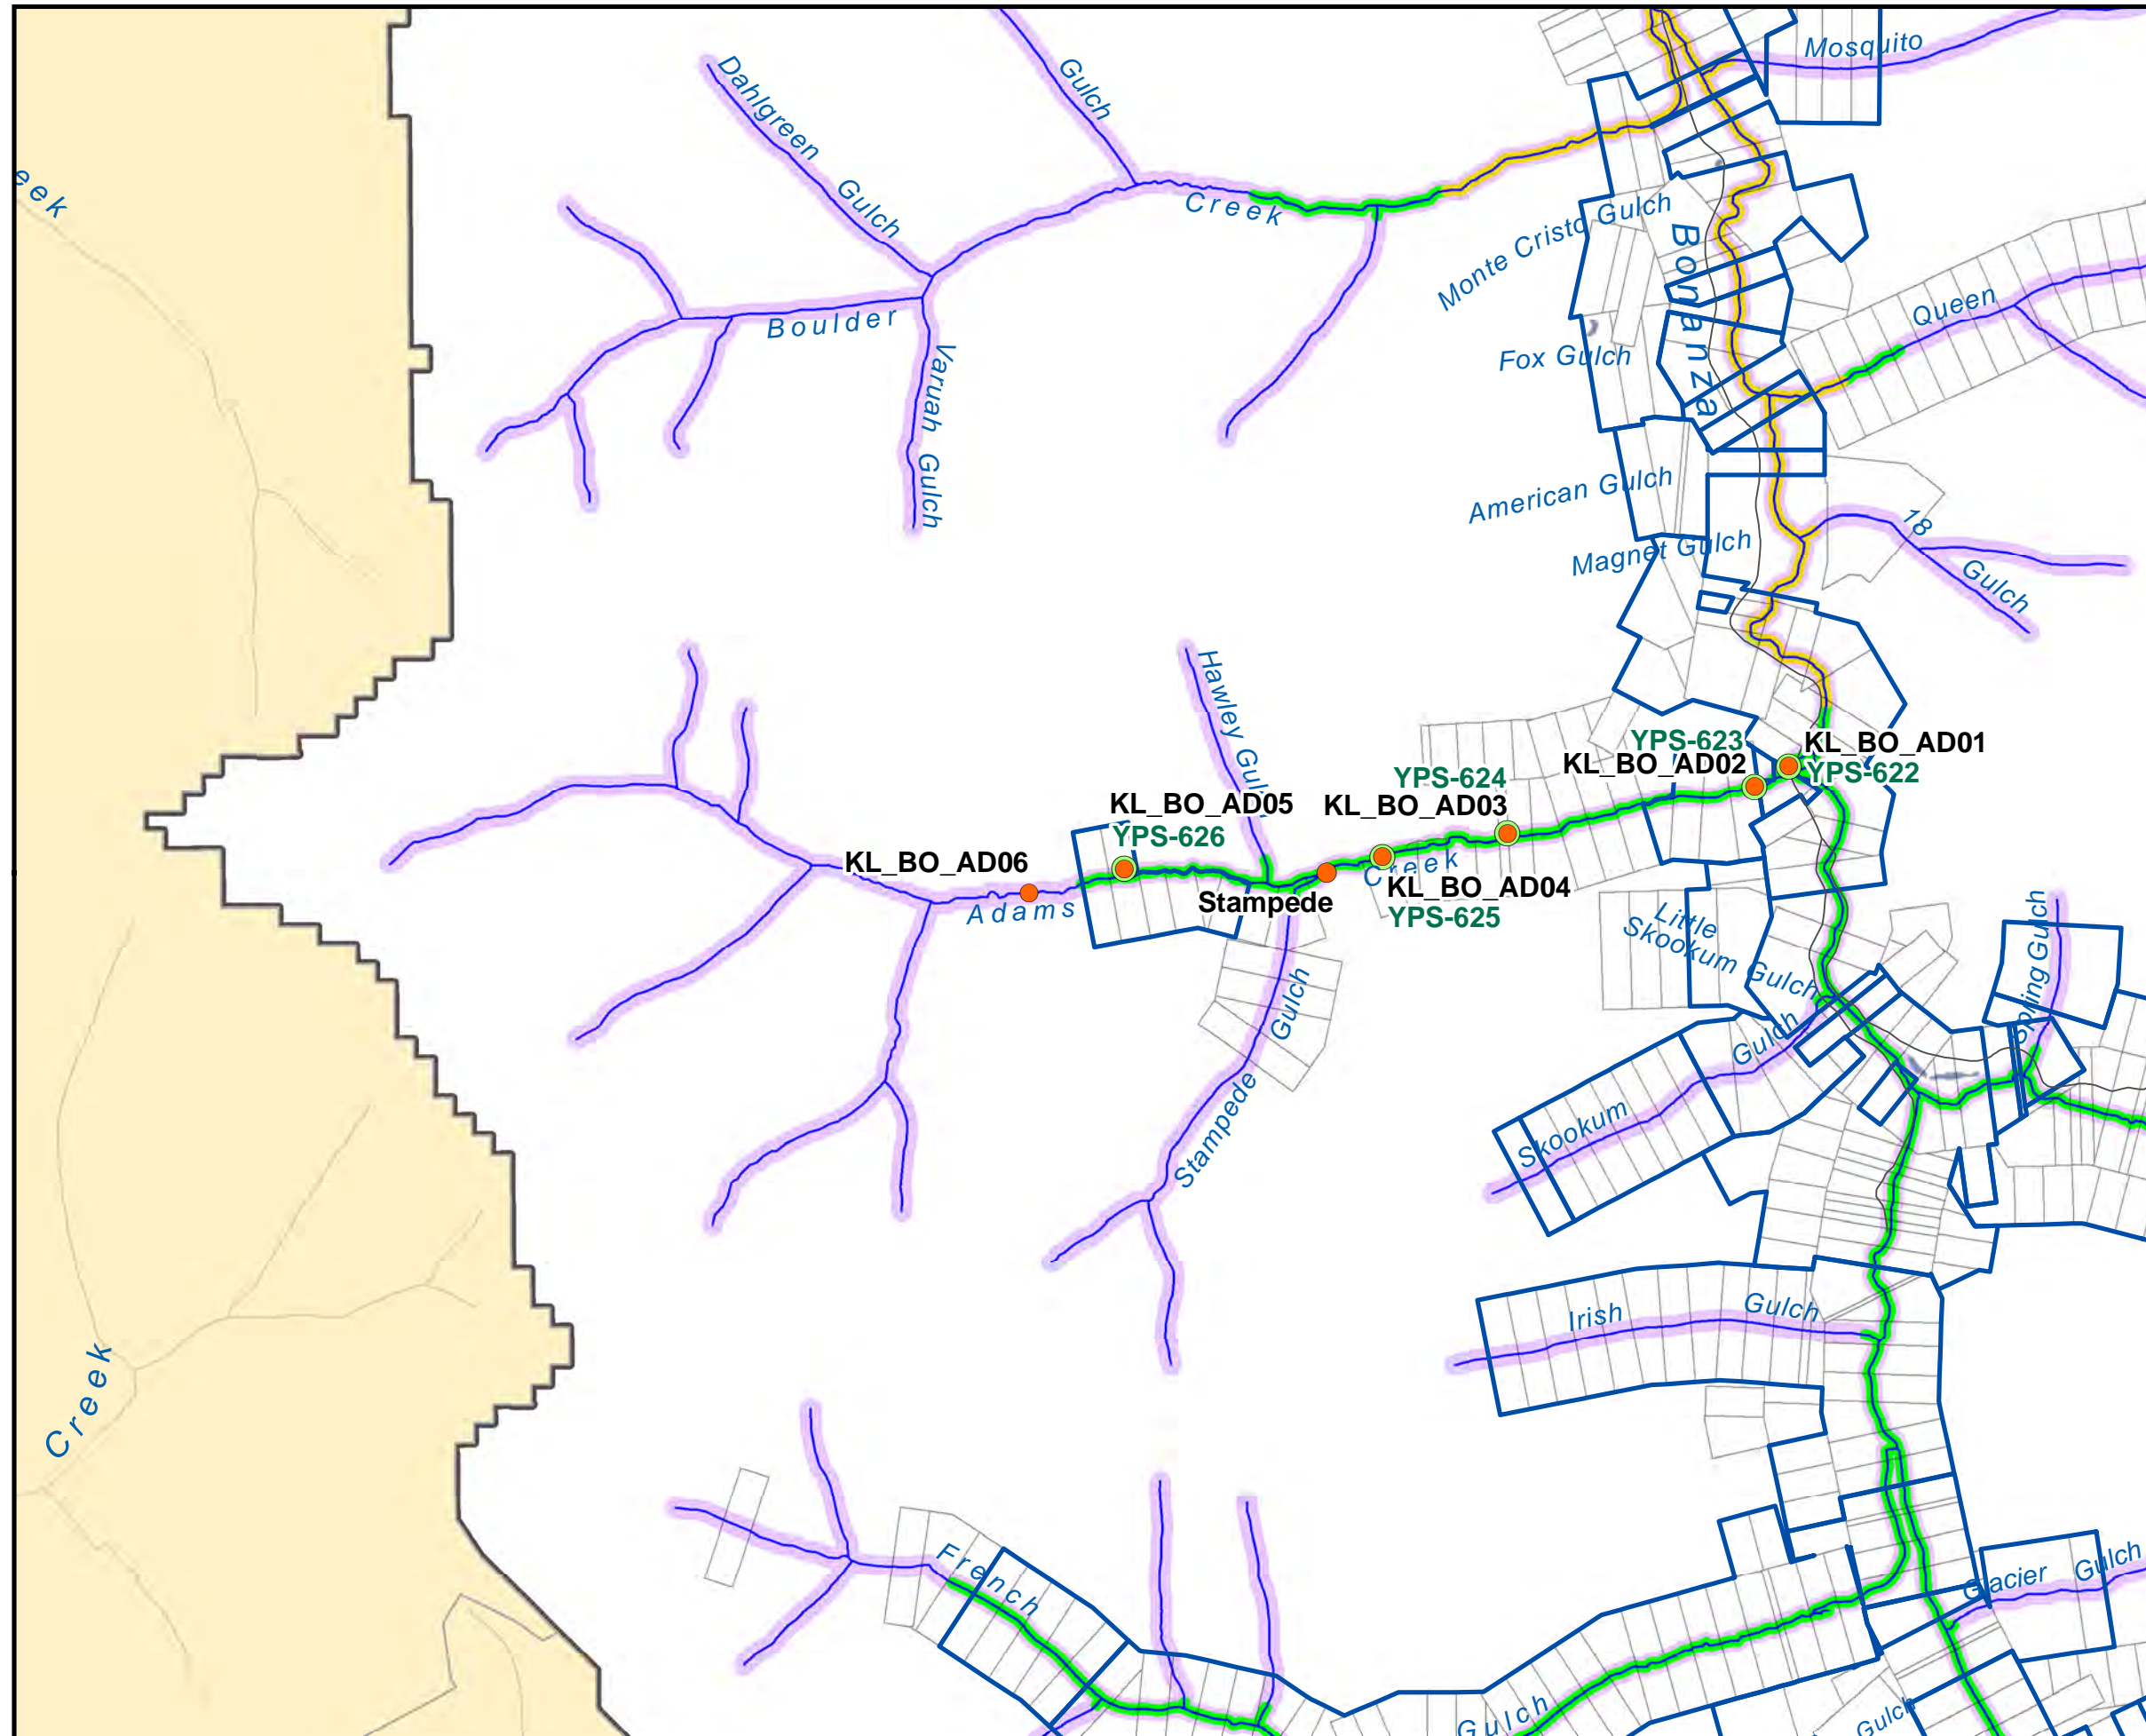 Mosquito
Dahlgreen
Gulch
Gulch
eek
Creek
Monte Cristo Gulch
Bonanza
Queen
Boulder
Varuah Gulch
Fox Gulch
American Gulch
18
Gulch
Magnet Gulch
Hawley Gul
YPS-623
KL_BO_AD01
KL_BO_AD02
YPS-622
YPS-624
KL_BO_AD05
KL_BO_AD03
YPS-626
KL_BO_AD06
Creek
KL_BO_AD04
Stampede
Adams
YPS-625
Little
Skookum Gulch
Spring Gulch
Gulch
Stampede
Skookum
Gulch
Irish
Gulch
Creek
French
Glacier
Gulch
Gulch
Gulch